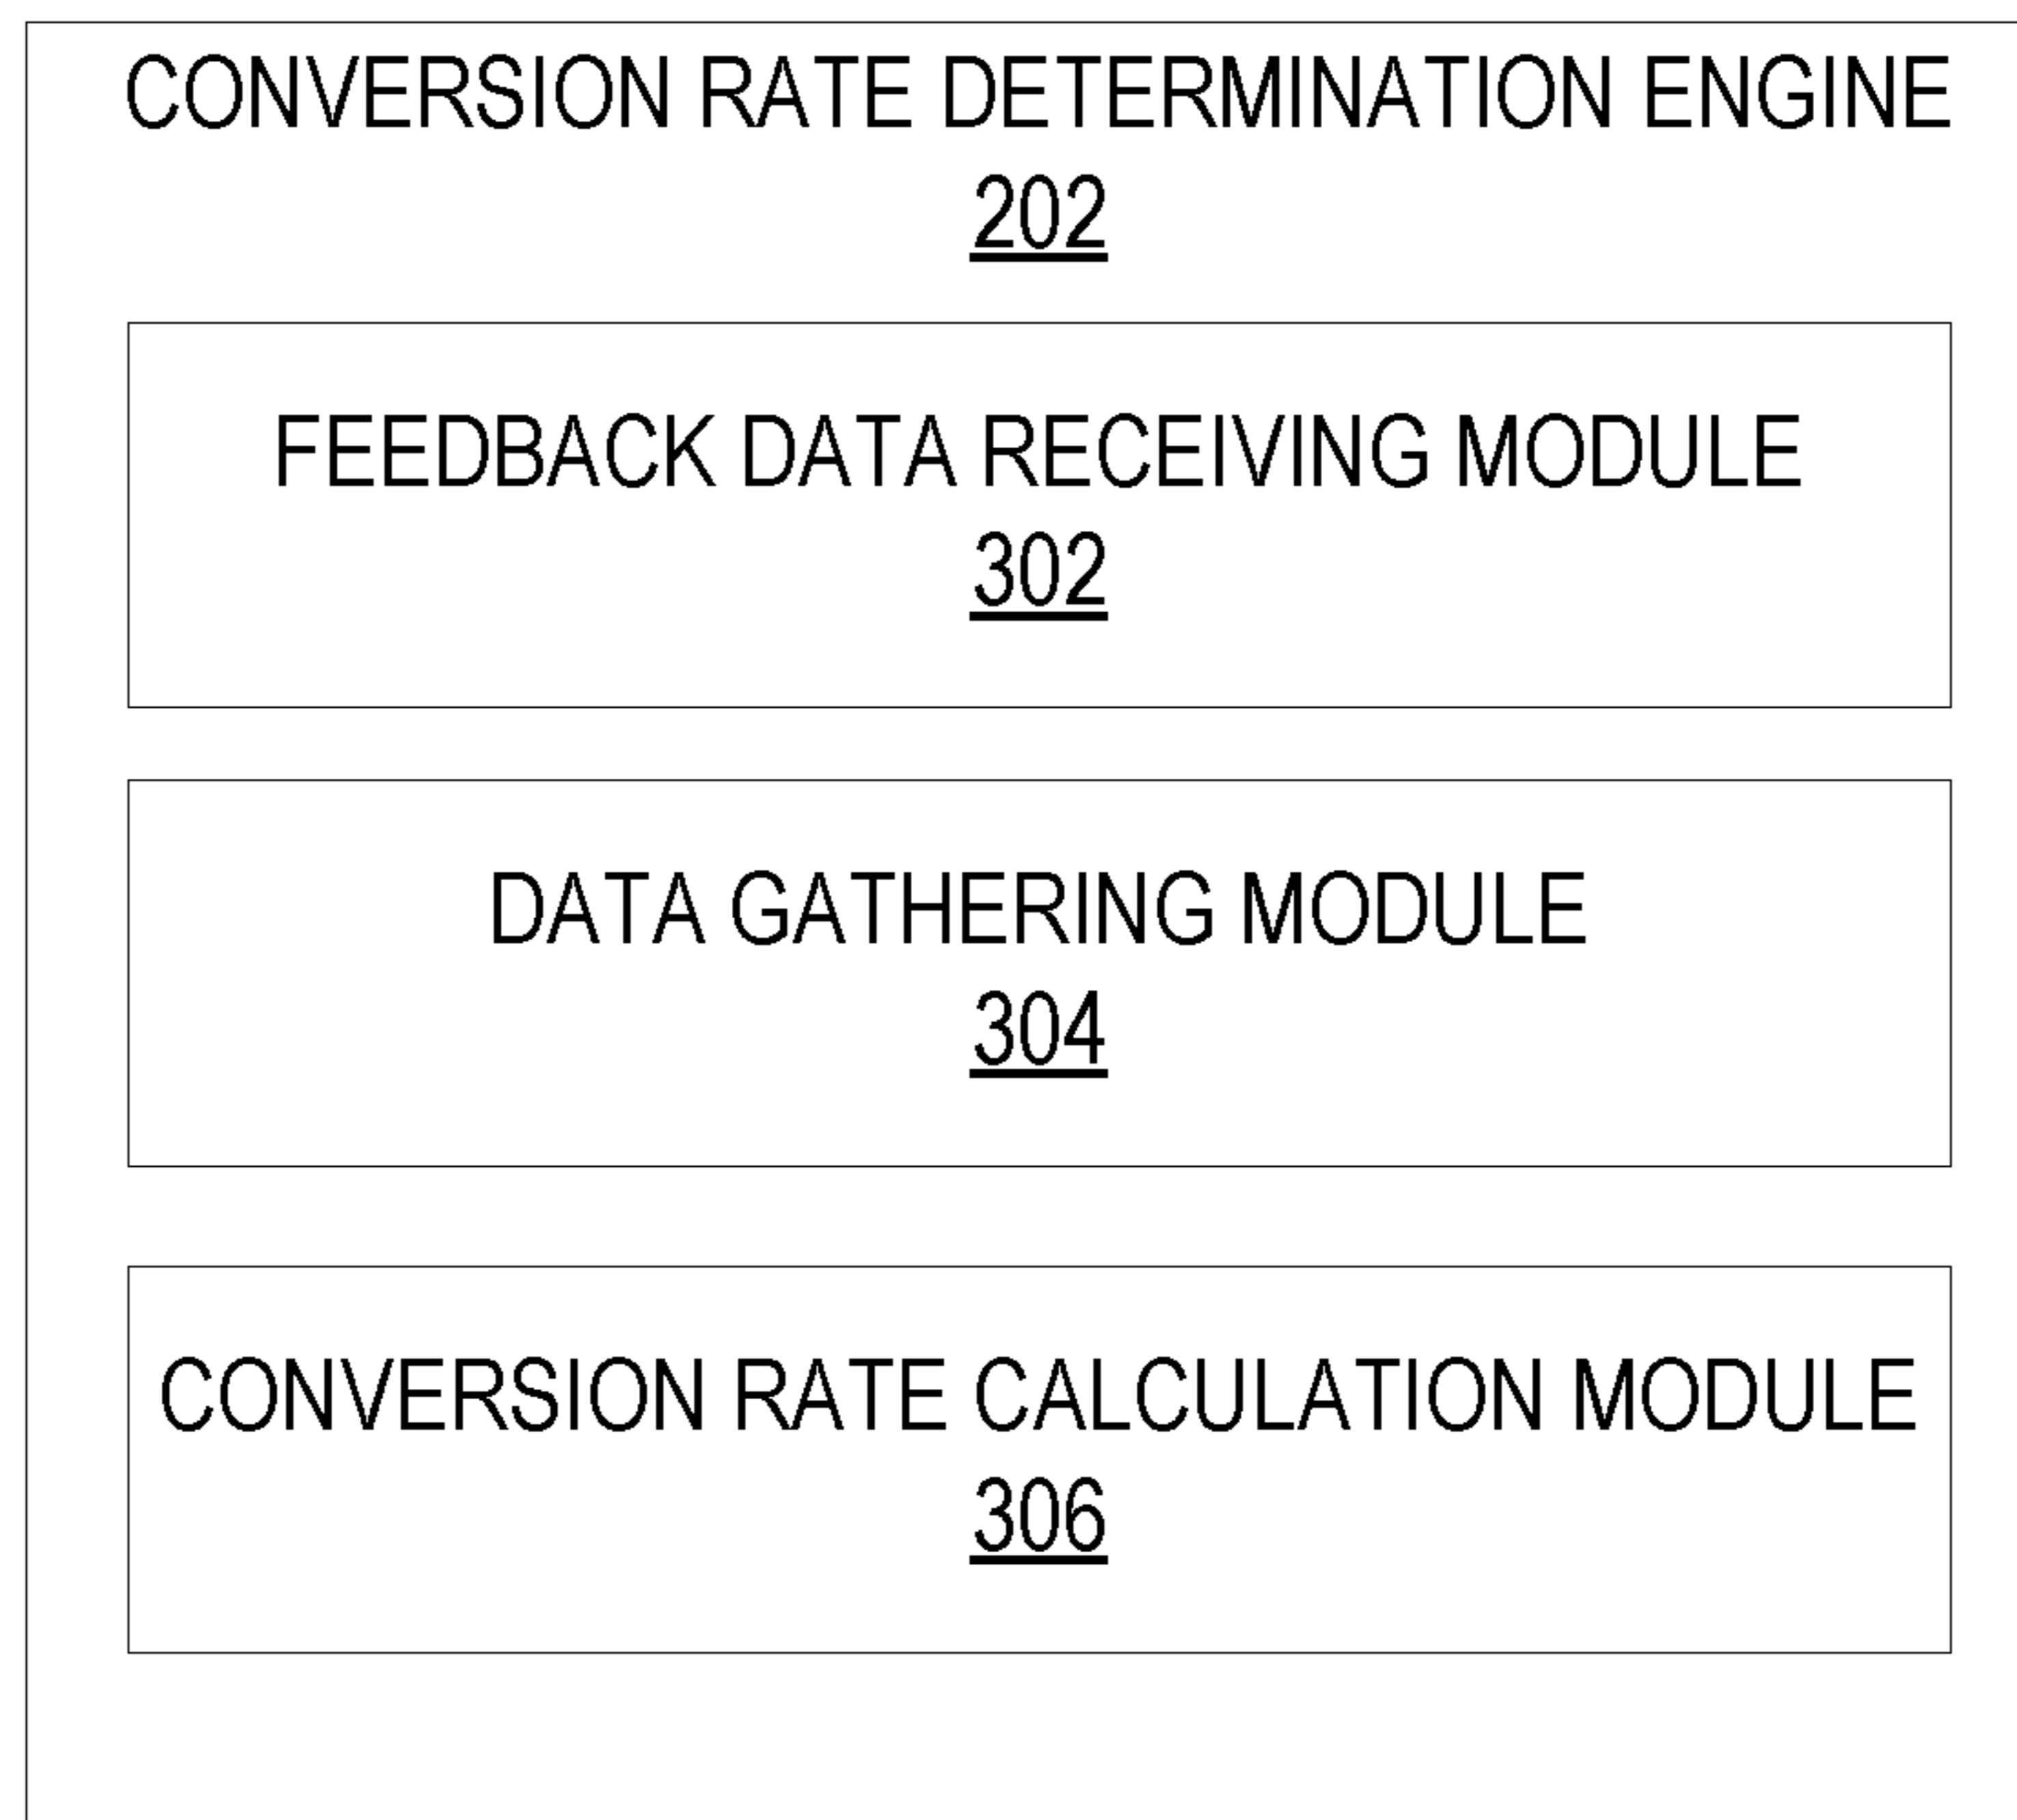 CONVERSION RATE DETERMINATION ENGINE
202
FEEDBACK DATA RECEIVING MODULE
302
DATA GATHERING MODULE
304
CONVERSION RATE CALCULATION MODULE
306